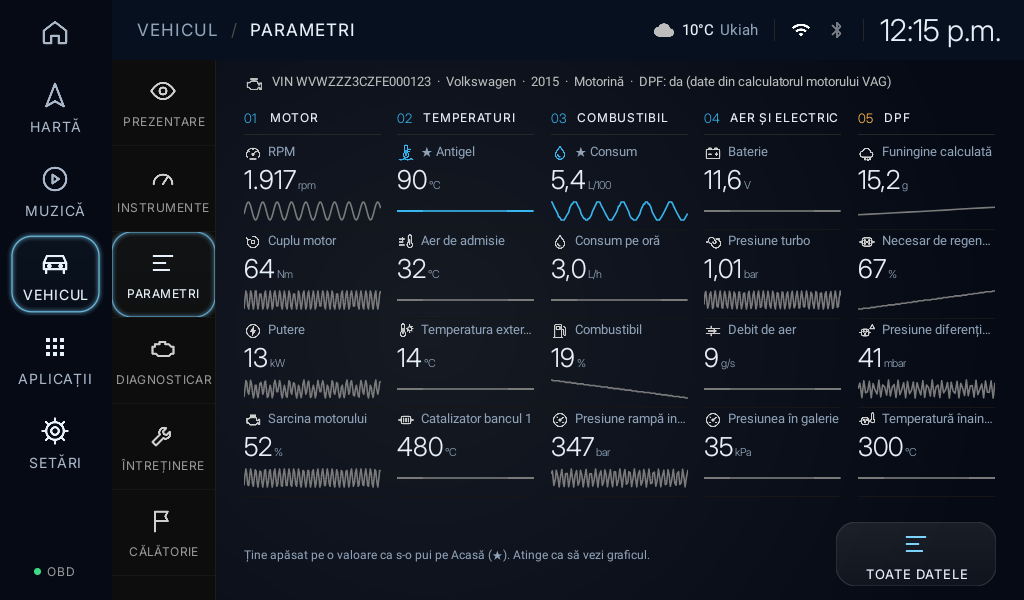 VEHICUL / PARAMETRI
10°C Ukiah
12:15 p.m.
HARTĂ
MUZICĂ
VEHICUL
APLICAȚII
SETĂRI
OBD
PREZENTARE
INSTRUMENTE
PARAMETRI
DIAGNOSTICAR
ÎNTREȚINERE
CĂLĂTORIE
VIN WVWZZZ3CZFE000123 · Volkswagen · 2015 · Motorină · DPF: da (date din calculatorul motorului VAG)
01 MOTOR
RPM
1.917 rpm
Cuplu motor
64 Nm
Putere
13 kW
Sarcina motorului
52 %
02 TEMPERATURI
★ Antigel
90 °C
Aer de admisie
32 °C
Temperatura exter...
14 °C
Catalizator bancul 1
480 °C
03 COMBUSTIBIL
★ Consum
5,4 L/100
Consum pe oră
3,0 L/h
Combustibil
19 %
Presiune rampă in...
347 bar
04 AER ȘI ELECTRIC
Baterie
11,6 V
Presiune turbo
1,01 bar
Debit de aer
9 g/s
Presiunea în galerie
35 kPa
05 DPF
Funingine calculată
15,2 g
Necesar de regen...
67 %
Presiune diferenți...
41 mbar
Temperatură înain...
300 °C
Ține apăsat pe o valoare ca s-o pui pe Acasă (★). Atinge ca să vezi graficul.
TOATE DATELE